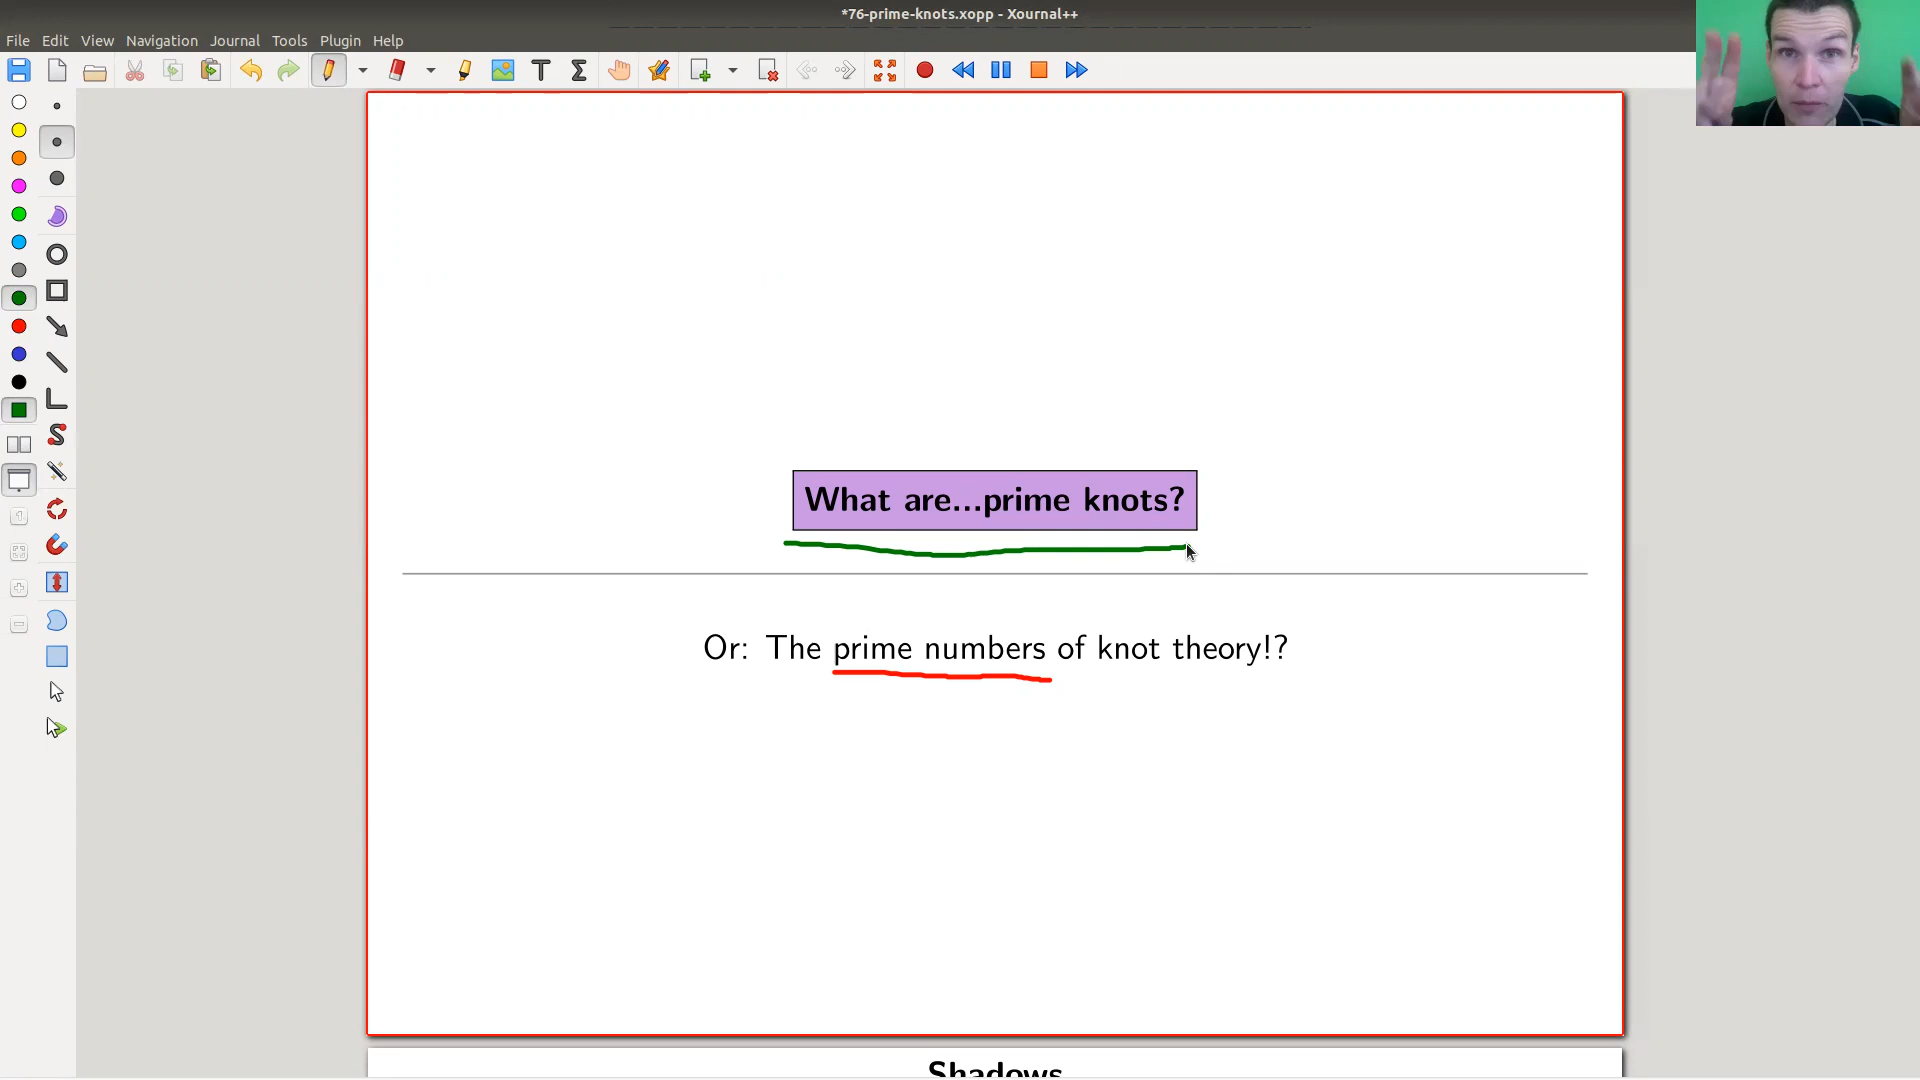 *76-prime-knots.xopp - Xournal++
File Edit View Navigation Journal Tools Plugin Help
What are...prime knots?
Or: The prime numbers of knot theory!?
Shadows